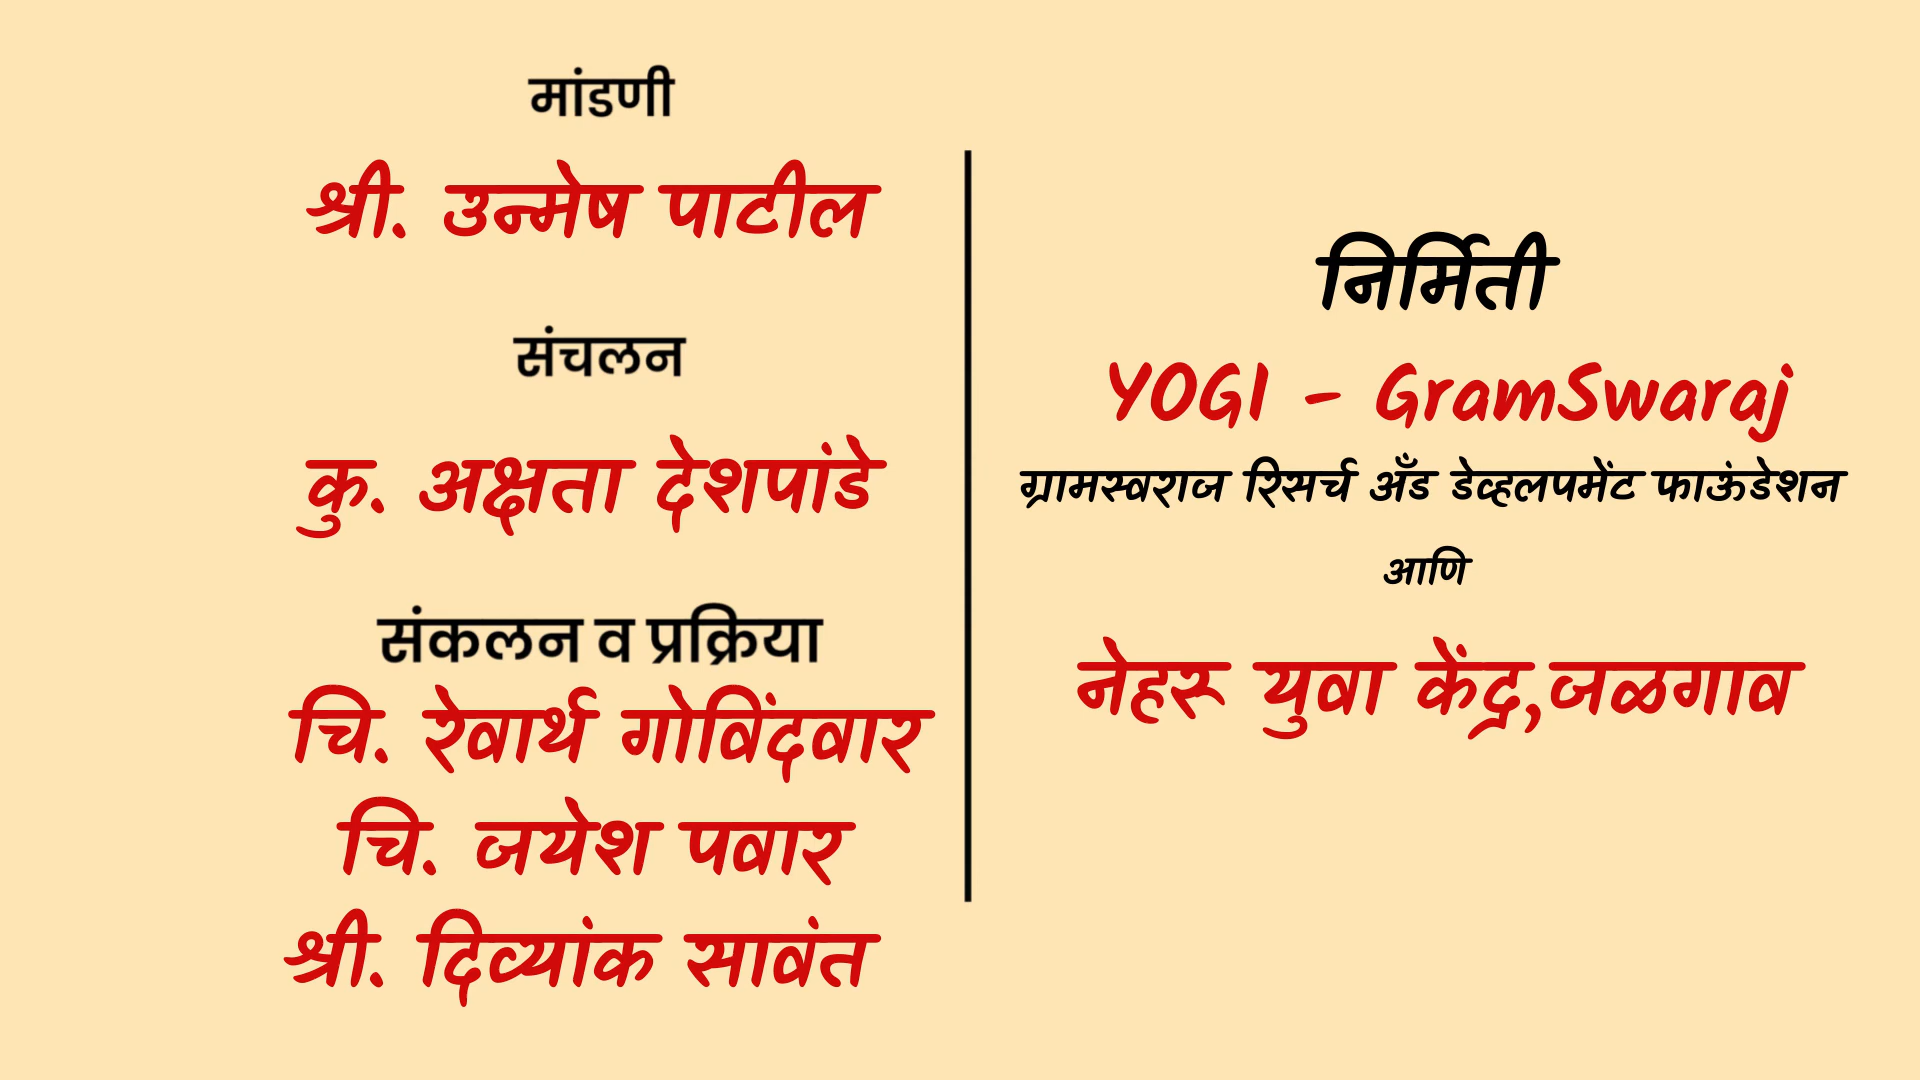 मांडणी
श्री. उन्मेष पाटील
संचलन
कु. अक्षता देशपांडे
संकलन व प्रक्रिया
चि. रेवार्थ गोविंदवार
चि. जयेश पवार
श्री. दिव्यांक सावंत
निर्मिती
YOGI - GramSwaraj
ग्रामस्वराज रिसर्च अँड डेव्हलपमेंट फाऊंडेशन
आणि
नेहरू युवा केंद्र,जळगाव